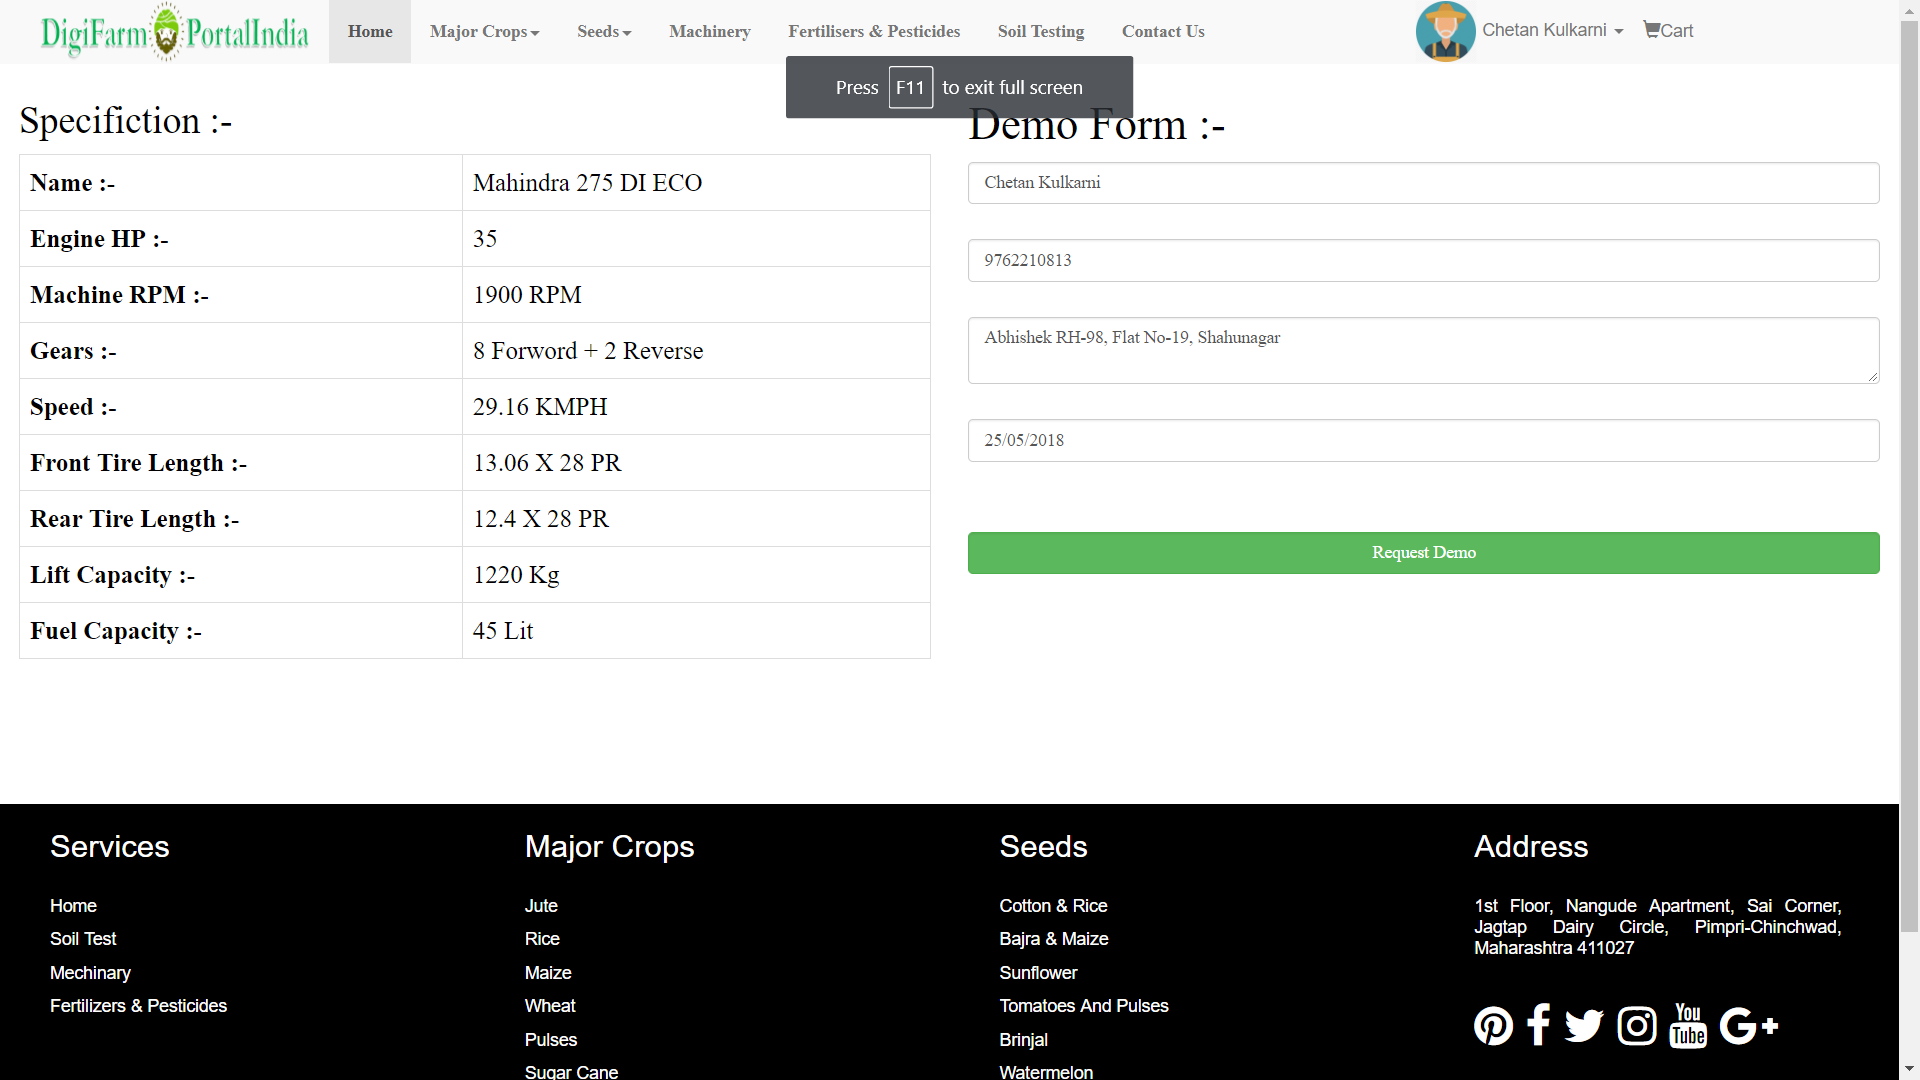 DigiFarm PortalIndia
Home
Major Crops
Seeds
Machinery
Fertilisers & Pesticides
Soil Testing
Contact Us
Chetan Kulkarni
Cart
Press F11 to exit full screen
Specifiction :-
Name :- Mahindra 275 DI ECO
Engine HP :- 35
Machine RPM :- 1900 RPM
Gears :- 8 Forword + 2 Reverse
Speed :- 29.16 KMPH
Front Tire Length :- 13.06 X 28 PR
Rear Tire Length :- 12.4 X 28 PR
Lift Capacity :- 1220 Kg
Fuel Capacity :- 45 Lit
Demo Form :-
Chetan Kulkarni
9762210813
Abhishek RH-98, Flat No-19, Shahunagar
25/05/2018
Request Demo
Services
Home
Soil Test
Mechinary
Fertilizers & Pesticides
Major Crops
Jute
Rice
Maize
Wheat
Pulses
Sugar Cane
Seeds
Cotton & Rice
Bajra & Maize
Sunflower
Tomatoes And Pulses
Brinjal
Watermelon
Address
1st Floor, Nangude Apartment, Sai Corner,
Jagtap Dairy Circle, Pimpri-Chinchwad,
Maharashtra 411027
You
Tube
G+